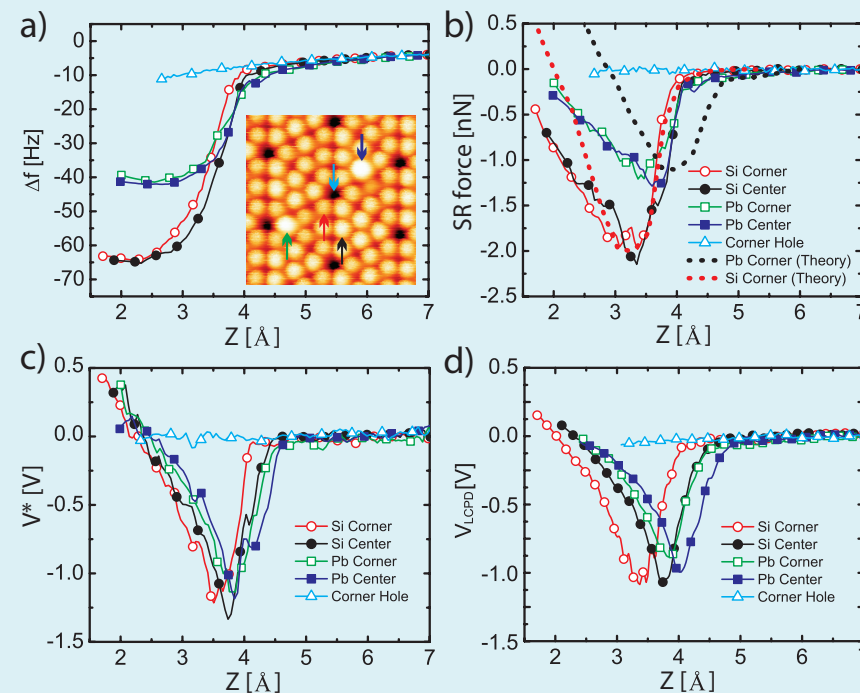 a)
0
-10
-20
-30
-40
-50
-60
-70
Δf [Hz]
2 3 4 5 6 7
Z [Å]
b)
0.5
0.0
-0.5
-1.0
-1.5
-2.0
-2.5
SR force [nN]
Si Corner
Si Center
Pb Corner
Pb Center
Corner Hole
Pb Corner (Theory)
Si Corner (Theory)
2 3 4 5 6 7
Z [Å]
c)
0.5
0.0
-0.5
-1.0
-1.5
V* [V]
Si Corner
Si Center
Pb Corner
Pb Center
Corner Hole
2 3 4 5 6 7
Z [Å]
d)
0.5
0.0
-0.5
-1.0
-1.5
VLCPD [V]
Si Corner
Si Center
Pb Corner
Pb Center
Corner Hole
2 3 4 5 6 7
Z [Å]